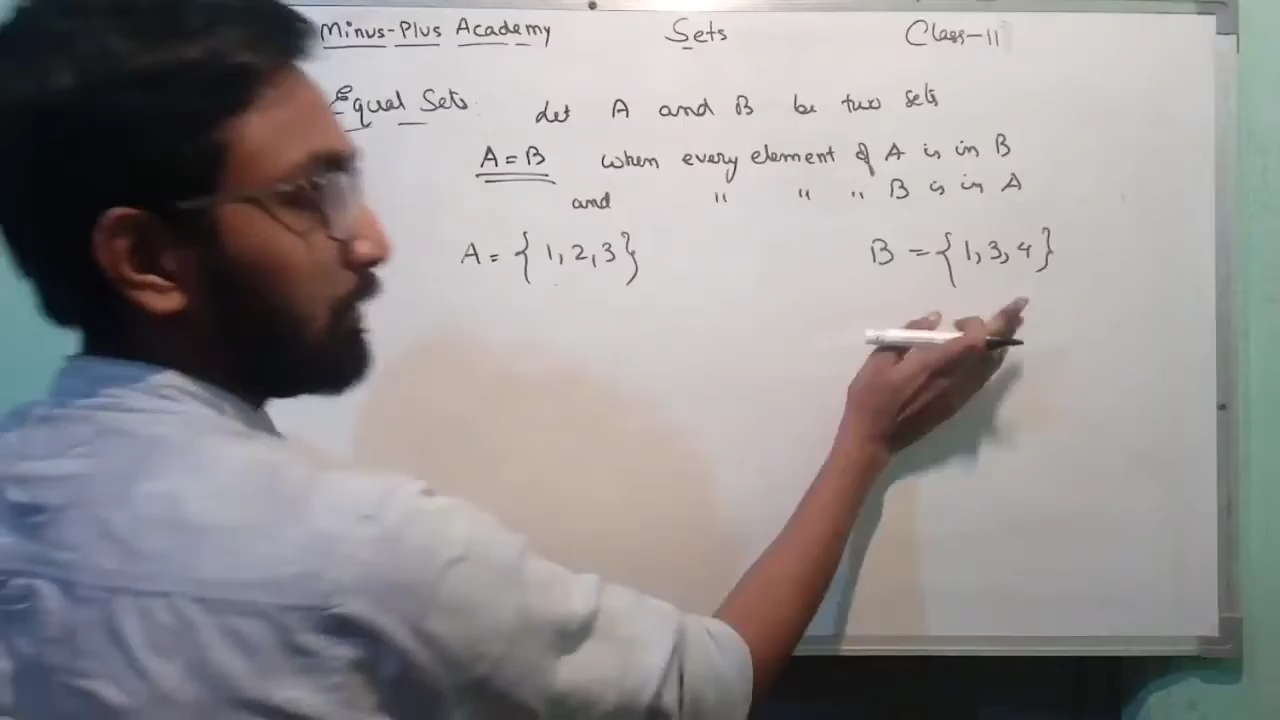 Minus-Plus Academy Sets Class-11
Equal Sets Let A and B be two sets
A = B when every element of A is in B
and " " " B is in A
A = { 1, 2, 3 } B = { 1, 3, 4 }